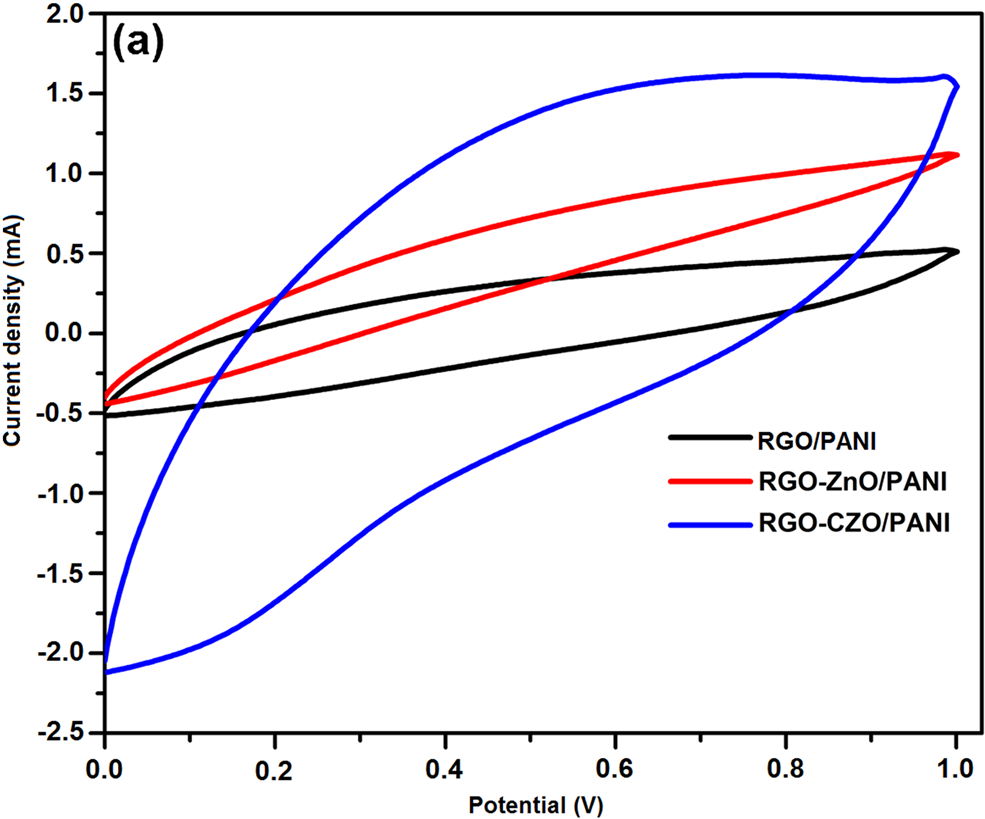 (a)
2.0
1.5
1.0
0.5
0.0
-0.5
-1.0
-1.5
-2.0
-2.5
Current density (mA)
RGO/PANI
RGO-ZnO/PANI
RGO-CZO/PANI
0.0 0.2 0.4 0.6 0.8 1.0
Potential (V)